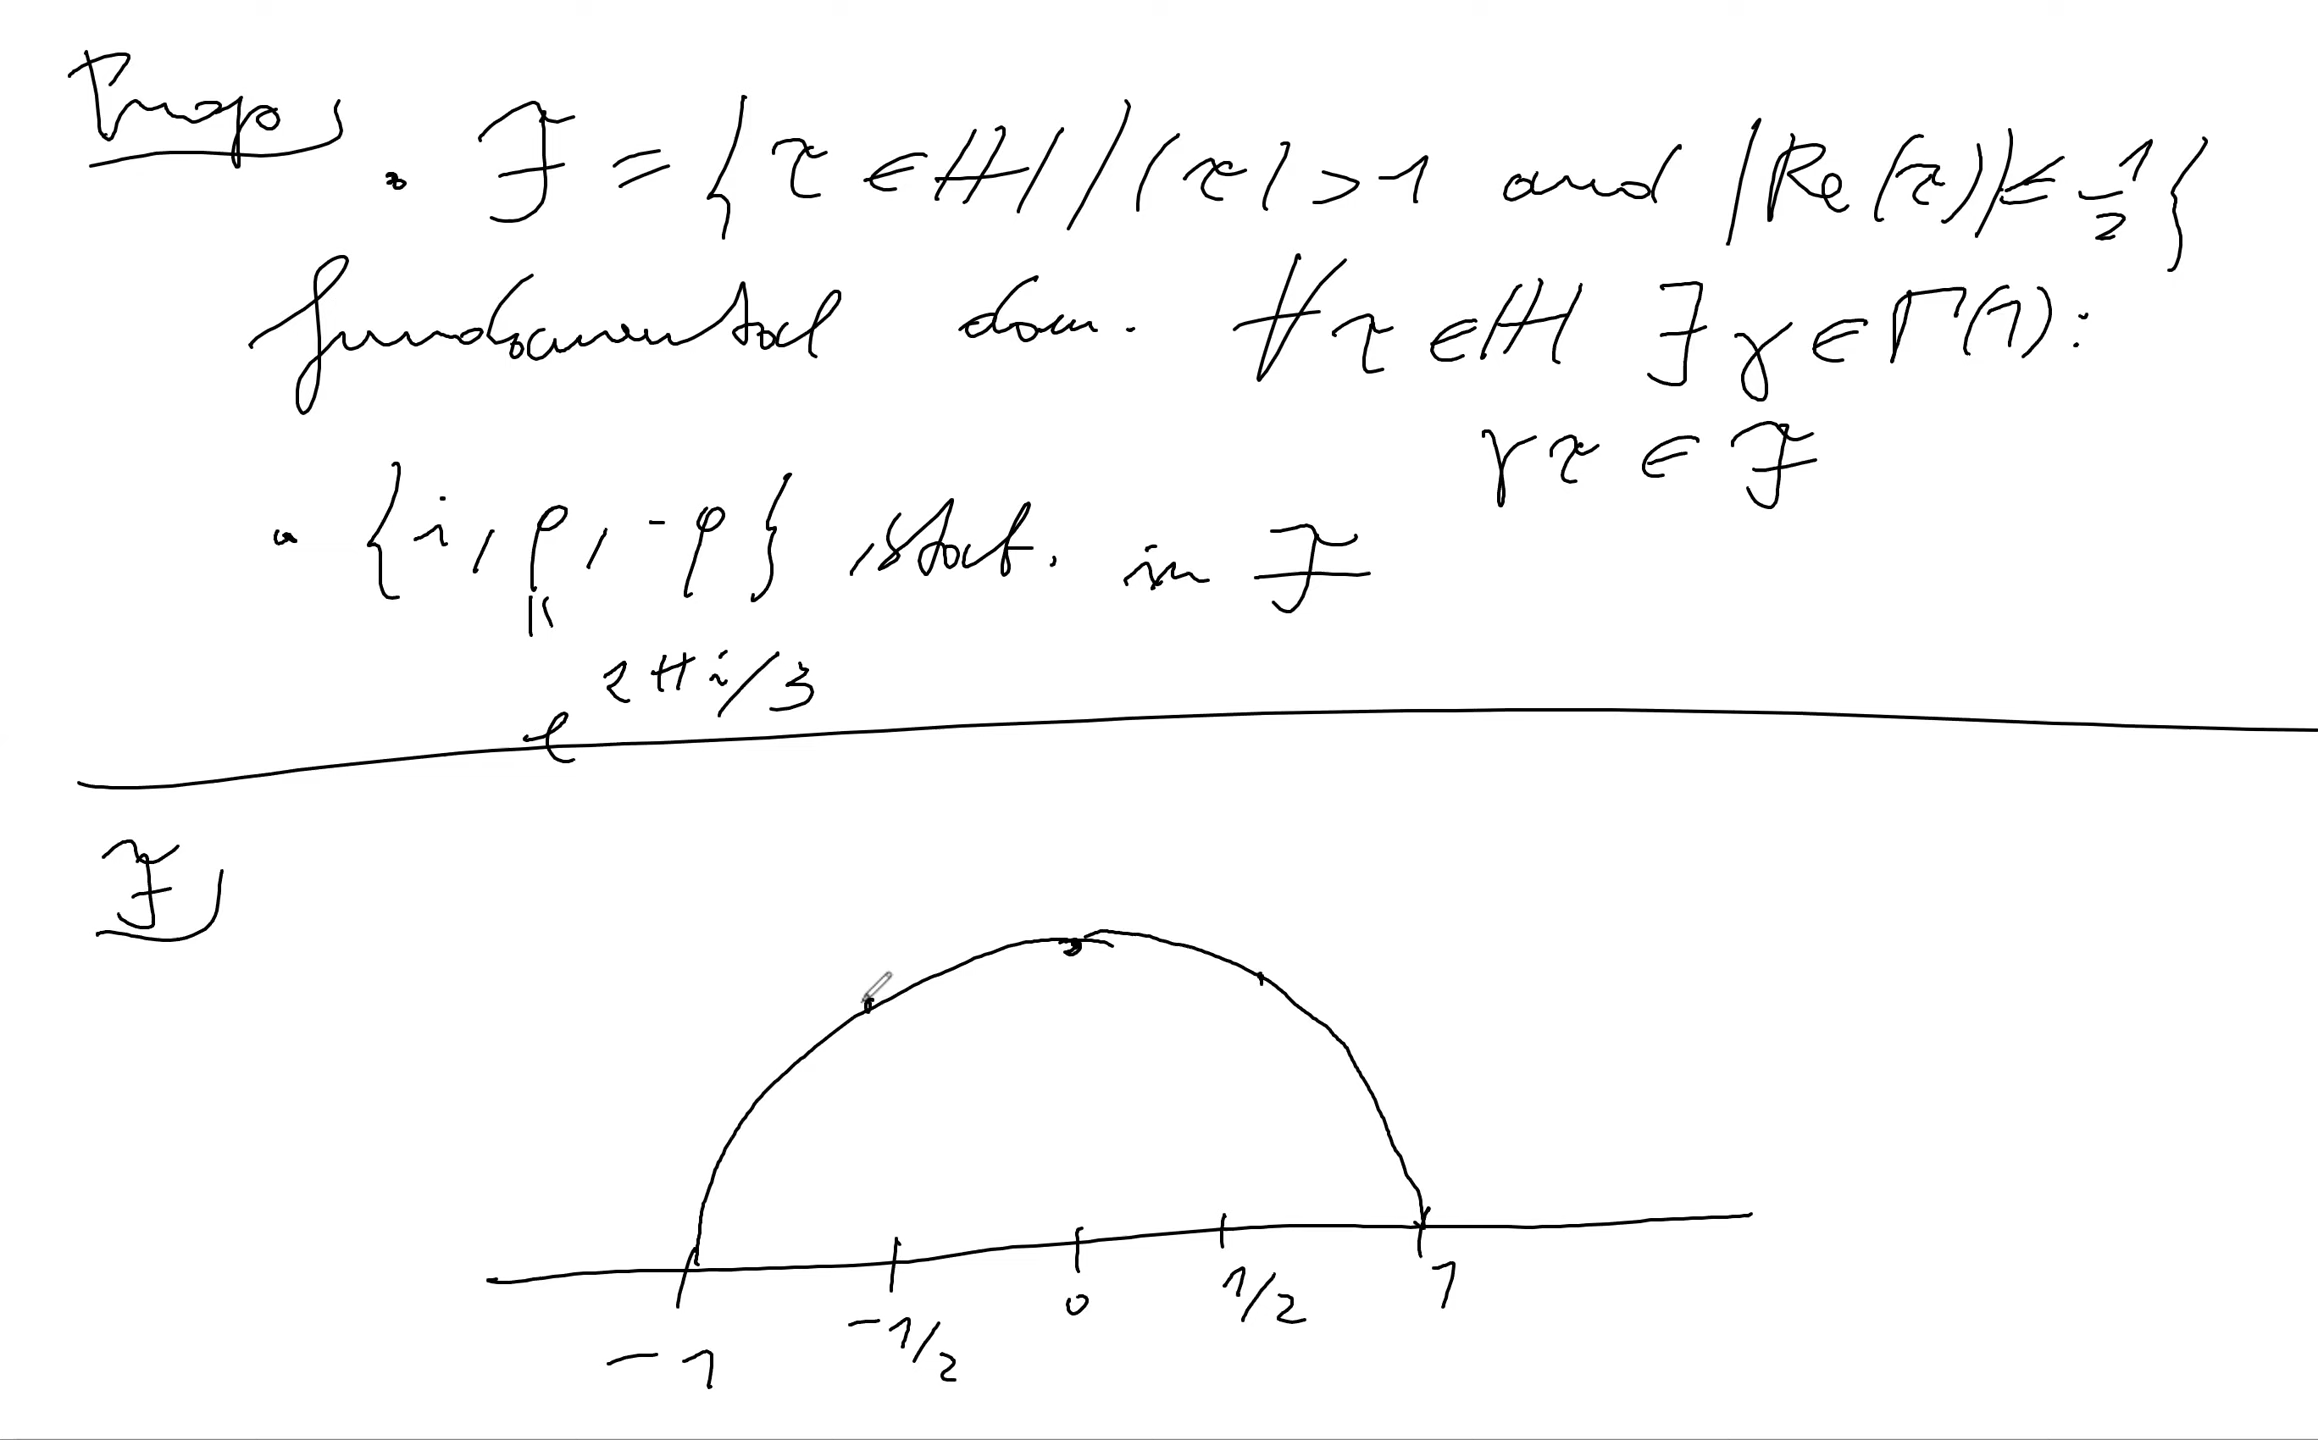 Prop. • ℱ = {τ ∈ ℍ / |τ| >-1 and |Re(τ)| ≤ 1/2}
fundamental dom. ∀τ ∈ ℍ ∃ γ ∈ Γ(1):
γτ ∈ ℱ
• {i, ρ, -ρ} stat. in ℱ
=
e^{2πi/3}
ℱ
-1 -1/2 0 1/2 1